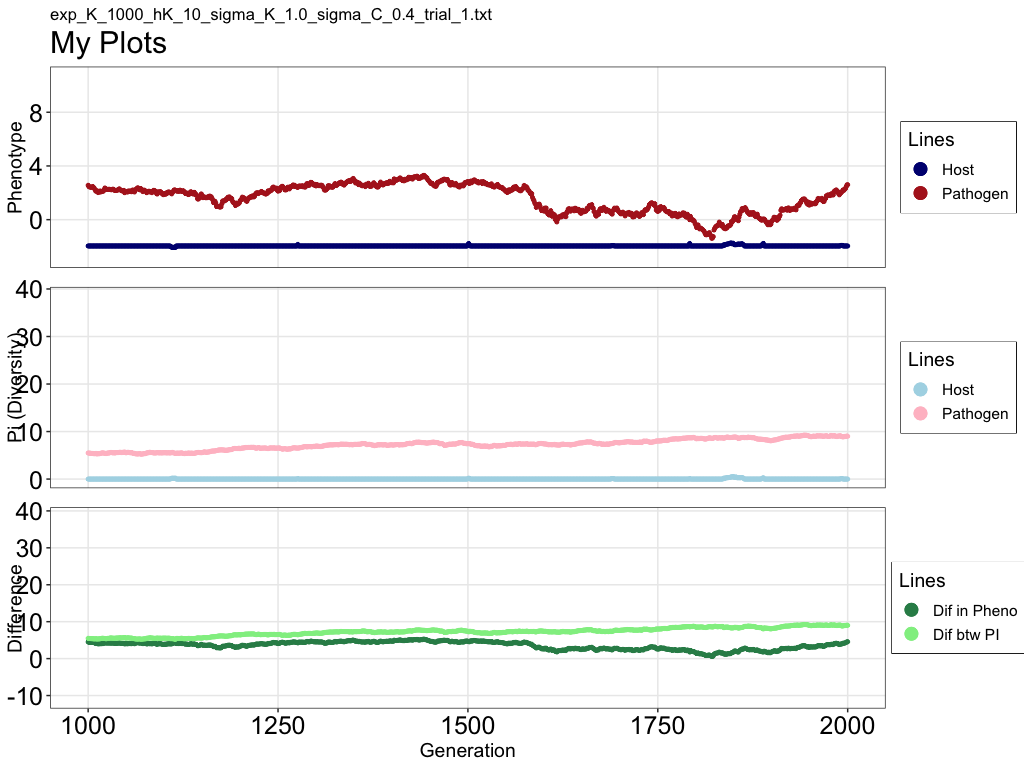 exp_K_1000_hK_10_sigma_K_1.0_sigma_C_0.4_trial_1.txt
My Plots
Phenotype
8
4
0
Lines
Host
Pathogen
Pi (Diversity)
40
30
20
10
0
Lines
Host
Pathogen
Difference
40
30
20
10
0
-10
Lines
Dif in Pheno
Dif btw PI
1000 1250 1500 1750 2000
Generation